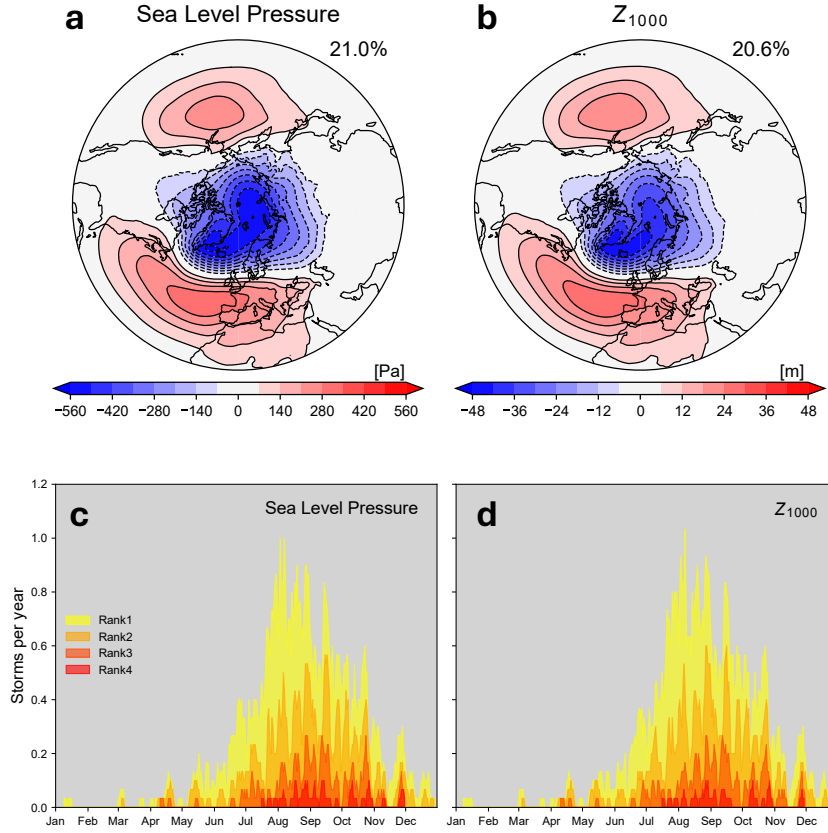 a Sea Level Pressure
21.0%
b Z1000
20.6%
[Pa]
−560 −420 −280 −140 0 140 280 420 560
[m]
−48 −36 −24 −12 0 12 24 36 48
c Sea Level Pressure
d Z1000
Storms per year
1.2
1.0
0.8
0.6
0.4
0.2
0.0
Rank1
Rank2
Rank3
Rank4
Jan Feb Mar Apr May Jun Jul Aug Sep Oct Nov Dec
Jan Feb Mar Apr May Jun Jul Aug Sep Oct Nov Dec